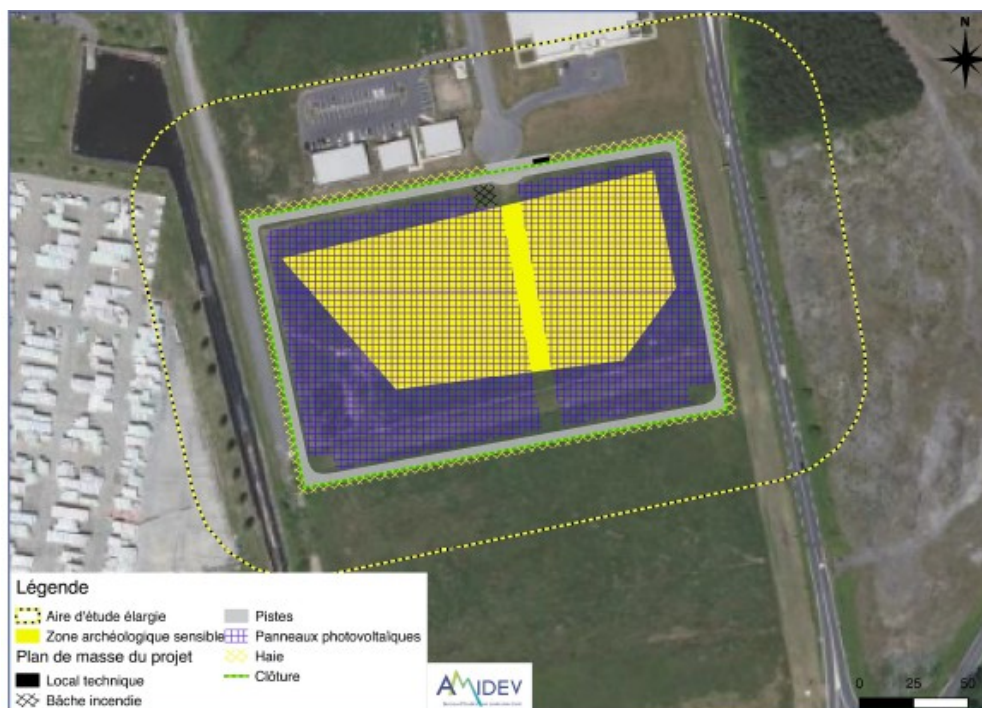 N
Légende
Aire d'étude élargie
Zone archéologique sensible
Plan de masse du projet
Local technique
Bâche incendie
Pistes
Panneaux photovoltaïques
Haie
Clôture
AMIDEV
0 25 50